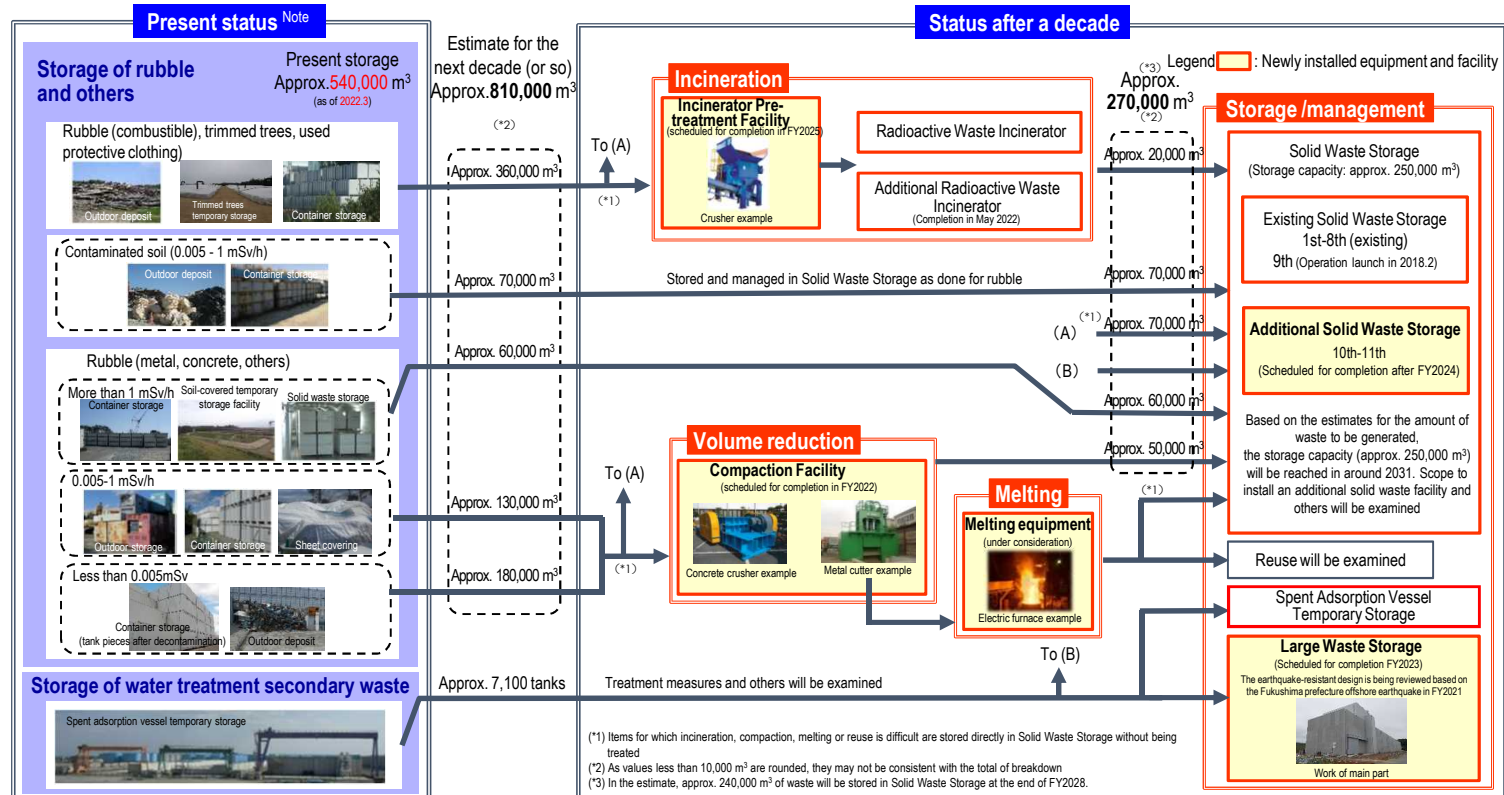 Present status Note
Status after a decade
Storage of rubble
and others
Present storage
Approx.540,000 m³
(as of 2022.3)
Estimate for the
next decade (or so)
Approx.810,000 m³
(*2)
Rubble (combustible), trimmed trees, used
protective clothing)
Outdoor deposit
Trimmed trees
temporary storage
Container storage
Approx. 360,000 m³
To (A)
(*1)
Incineration
Incinerator Pre-
treatment Facility
(scheduled for completion in FY2025)
Crusher example
Radioactive Waste Incinerator
Additional Radioactive Waste
Incinerator
(Completion in May 2022)
(*3)
Approx.
270,000 m³
(*2)
Legend : Newly installed equipment and facility
Approx. 20,000 m³
Storage /management
Solid Waste Storage
(Storage capacity: approx. 250,000 m³)
Existing Solid Waste Storage
1st-8th (existing)
9th (Operation launch in 2018.2)
Contaminated soil (0.005 - 1 mSv/h)
Outdoor deposit
Container storage
Approx. 70,000 m³
Stored and managed in Solid Waste Storage as done for rubble
Approx. 70,000 m³
(A)
(*1)
Approx. 70,000 m³
(B)
Additional Solid Waste Storage
10th-11th
(Scheduled for completion after FY2024)
Rubble (metal, concrete, others)
More than 1 mSv/h
Container storage
Soil-covered temporary
storage facility
Solid waste storage
Approx. 60,000 m³
Approx. 60,000 m³
Approx. 50,000 m³
Based on the estimates for the amount of
waste to be generated,
the storage capacity (approx. 250,000 m³)
will be reached in around 2031. Scope to
install an additional solid waste facility and
others will be examined
0.005-1 mSv/h
Outdoor storage
Container storage
Sheet covering
Approx. 130,000 m³
To (A)
(*1)
Volume reduction
Compaction Facility
(scheduled for completion in FY2022)
Concrete crusher example
Metal cutter example
Melting
Melting equipment
(under consideration)
Electric furnace example
(*1)
Reuse will be examined
Less than 0.005mSv
Container storage
(tank pieces after decontamination)
Outdoor deposit
Approx. 180,000 m³
Spent Adsorption Vessel
Temporary Storage
Storage of water treatment secondary waste
Spent adsorption vessel temporary storage
Approx. 7,100 tanks
Treatment measures and others will be examined
To (B)
Large Waste Storage
(Scheduled for completion FY2023)
The earthquake-resistant design is being reviewed based on
the Fukushima prefecture offshore earthquake in FY2021
Work of main part
(*1) Items for which incineration, compaction, melting or reuse is difficult are stored directly in Solid Waste Storage without being
treated
(*2) As values less than 10,000 m³ are rounded, they may not be consistent with the total of breakdown
(*3) In the estimate, approx. 240,000 m³ of waste will be stored in Solid Waste Storage at the end of FY2028.